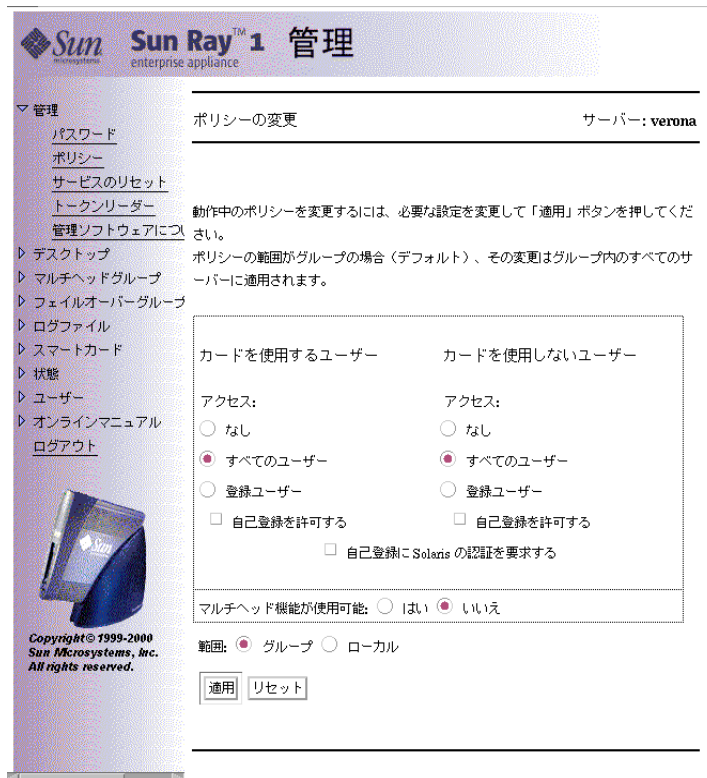 Sun
microsystems
Sun Ray™1 管理
enterprise appliance
▽ 管理
パスワード
ポリシー
サービスのリセット
トークンリーダー
管理ソフトウェアにつ
デスクトップ
マルチヘッドグループ
フェイルオーバーグループ
ログファイル
スマートカード
状態
ユーザー
オンラインマニュアル
ログアウト
Sun
Copyright© 1999-2000
Sun Microsystems, Inc.
All rights reserved.
ポリシーの変更
サーバー: verona
動作中のポリシーを変更するには、必要な設定を変更して「適用」ボタンを押してくだ
さい。
ポリシーの範囲がグループの場合（デフォルト）、その変更はグループ内のすべてのサ
ーバーに適用されます。
カードを使用するユーザー
アクセス:
なし
すべてのユーザー
登録ユーザー
自己登録を許可する
カードを使用しないユーザー
アクセス:
なし
すべてのユーザー
登録ユーザー
自己登録を許可する
自己登録に Solaris の認証を要求する
マルチヘッド機能が使用可能: はい いいえ
範囲: グループ ローカル
適用 リセット